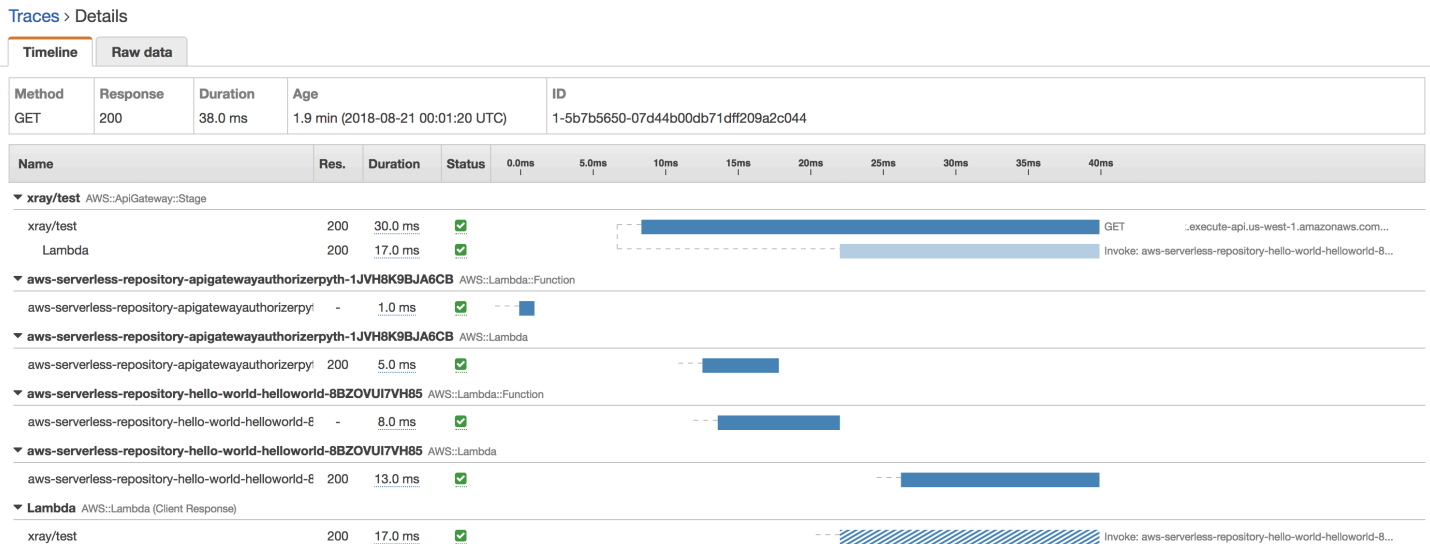 Traces > Details
Timeline Raw data
Method Response Duration Age ID
GET 200 38.0 ms 1.9 min (2018-08-21 00:01:20 UTC) 1-5b7b5650-07d44b00db71dff209a2c044
Name Res. Duration Status 0.0ms 5.0ms 10ms 15ms 20ms 25ms 30ms 35ms 40ms
xray/test AWS::ApiGateway::Stage
xray/test 200 30.0 ms GET :.execute-api.us-west-1.amazonaws.com...
Lambda 200 17.0 ms Invoke: aws-serverless-repository-hello-world-helloworld-8...
aws-serverless-repository-apigatewayauthorizerpyth-1JVH8K9BJA6CB AWS::Lambda::Function
aws-serverless-repository-apigatewayauthorizerpyt - 1.0 ms
aws-serverless-repository-apigatewayauthorizerpyth-1JVH8K9BJA6CB AWS::Lambda
aws-serverless-repository-apigatewayauthorizerpyt 200 5.0 ms
aws-serverless-repository-hello-world-helloworld-8BZOVUI7VH85 AWS::Lambda::Function
aws-serverless-repository-hello-world-helloworld-8 - 8.0 ms
aws-serverless-repository-hello-world-helloworld-8BZOVUI7VH85 AWS::Lambda
aws-serverless-repository-hello-world-helloworld-8 200 13.0 ms
Lambda AWS::Lambda (Client Response)
xray/test 200 17.0 ms Invoke: aws-serverless-repository-hello-world-helloworld-8...